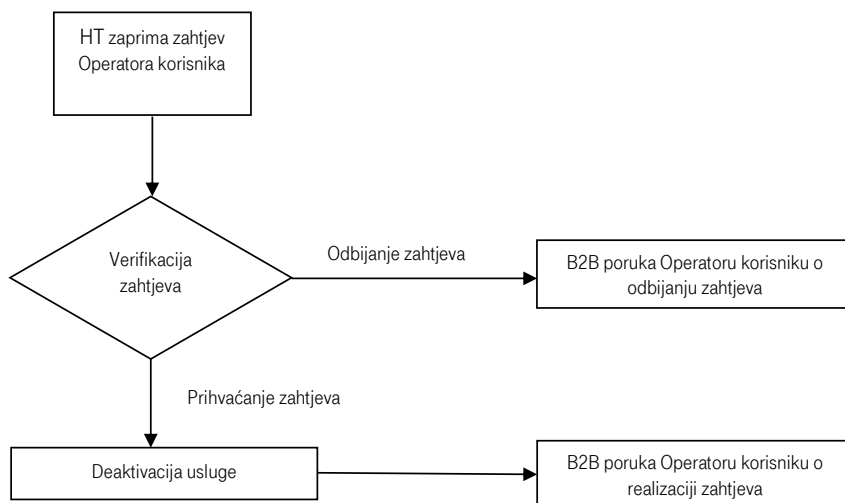 HT zaprima zahtjev
Operatora korisnika
Verifikacija
zahtjeva
Odbijanje zahtjeva
B2B poruka Operatoru korisniku o
odbijanju zahtjeva
Prihvaćanje zahtjeva
Deaktivacija usluge
B2B poruka Operatoru korisniku o
realizaciji zahtjeva